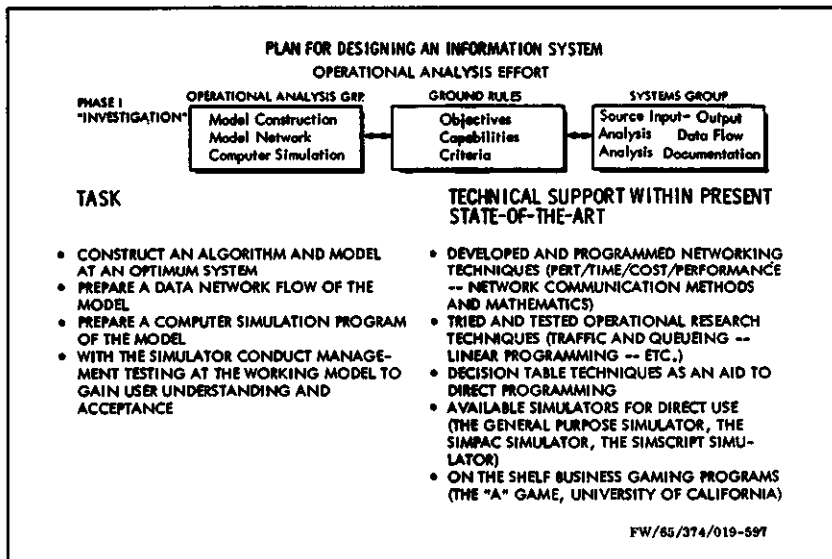 PLAN FOR DESIGNING AN INFORMATION SYSTEM
OPERATIONAL ANALYSIS EFFORT
PHASE I
"INVESTIGATION"
OPERATIONAL ANALYSIS GRP.
Model Construction
Model Network
Computer Simulation
GROUND RULES
Objectives
Capabilities
Criteria
SYSTEMS GROUP
Source Input- Output
Analysis Data Flow
Analysis Documentation
TASK
• CONSTRUCT AN ALGORITHM AND MODEL
AT AN OPTIMUM SYSTEM
• PREPARE A DATA NETWORK FLOW OF THE
MODEL
• PREPARE A COMPUTER SIMULATION PROGRAM
OF THE MODEL
• WITH THE SIMULATOR CONDUCT MANAGE-
MENT TESTING AT THE WORKING MODEL TO
GAIN USER UNDERSTANDING AND
ACCEPTANCE
TECHNICAL SUPPORT WITHIN PRESENT
STATE-OF-THE-ART
• DEVELOPED AND PROGRAMMED NETWORKING
TECHNIQUES (PERT/TIME/COST/PERFORMANCE
-- NETWORK COMMUNICATION METHODS
AND MATHEMATICS)
• TRIED AND TESTED OPERATIONAL RESEARCH
TECHNIQUES (TRAFFIC AND QUEUEING --
LINEAR PROGRAMMING -- ETC.)
• DECISION TABLE TECHNIQUES AS AN AID TO
DIRECT PROGRAMMING
• AVAILABLE SIMULATORS FOR DIRECT USE
(THE GENERAL PURPOSE SIMULATOR, THE
SIMPAC SIMULATOR, THE SIMSCRIPT SIMU-
LATOR)
• ON THE SHELF BUSINESS GAMING PROGRAMS
(THE "A" GAME, UNIVERSITY OF CALIFORNIA)
FW/65/374/019-597